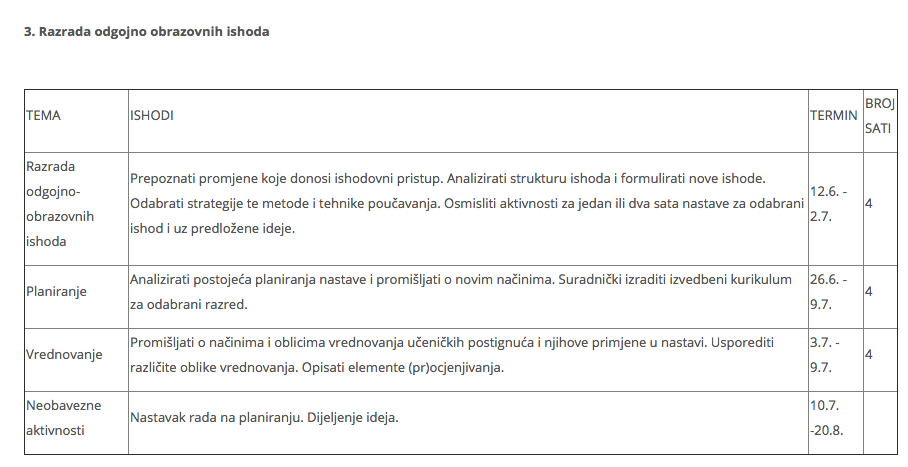 3. Razrada odgojno obrazovnih ishoda
TEMA
ISHODI
TERMIN
BROJ
SATI
Razrada
odgojno-
obrazovnih
ishoda
Prepoznati promjene koje donosi ishodovni pristup. Analizirati strukturu ishoda i formulirati nove ishode.
Odabrati strategije te metode i tehnike poučavanja. Osmisliti aktivnosti za jedan ili dva sata nastave za odabrani
ishod i uz predložene ideje.
12.6. -
2.7.
4
Planiranje
Analizirati postojeća planiranja nastave i promišljati o novim načinima. Suradnički izraditi izvedbeni kurikulum
za odabrani razred.
26.6. -
9.7.
4
Vrednovanje
Promišljati o načinima i oblicima vrednovanja učeničkih postignuća i njihove primjene u nastavi. Usporediti
različite oblike vrednovanja. Opisati elemente (pr)ocjenjivanja.
3.7. -
9.7.
4
Neobavezne
aktivnosti
Nastavak rada na planiranju. Dijeljenje ideja.
10.7.
-20.8.